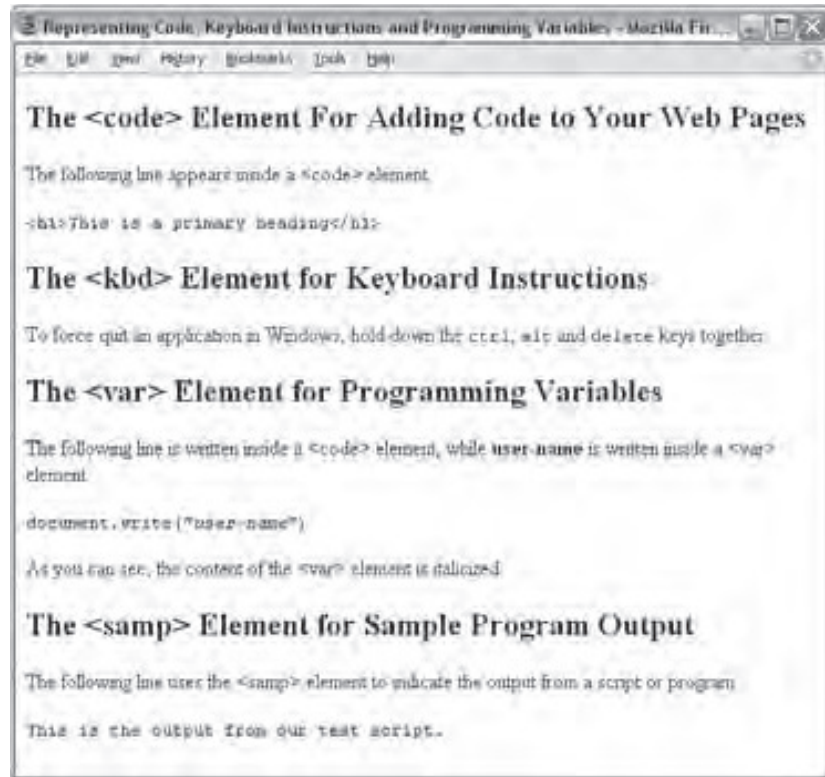 Representing Code, Keyboard Instructions and Programming Variables - Mozilla Fir...
File Edit View History Bookmarks Tools Help
The <code> Element For Adding Code to Your Web Pages
The following line appears inside a <code> element
<h1>This is a primary heading</h1>
The <kbd> Element for Keyboard Instructions
To force quit an application in Windows, hold down the ctrl, alt and delete keys together
The <var> Element for Programming Variables
The following line is written inside a <code> element, while user-name is written inside a <var>
element
document.write("user-name")
As you can see, the content of the <var> element is italicized
The <samp> Element for Sample Program Output
The following line uses the <samp> element to indicate the output from a script or program
This is the output from our test script.